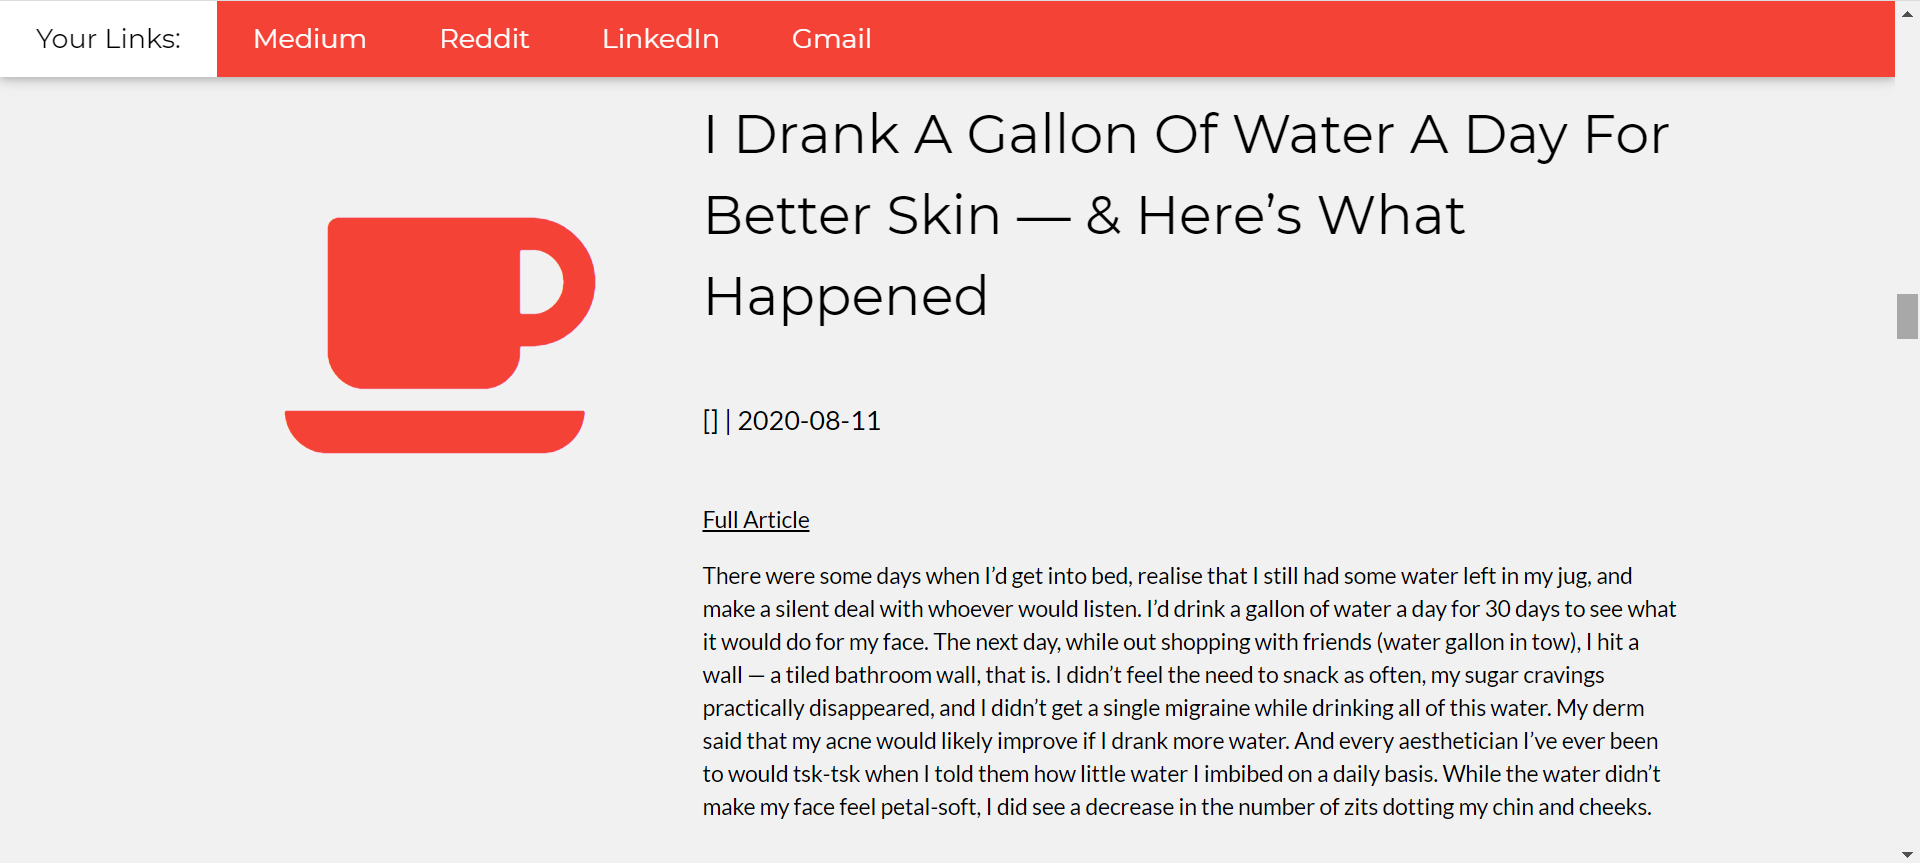 Your Links: Medium Reddit LinkedIn Gmail
I Drank A Gallon Of Water A Day For
Better Skin — & Here’s What
Happened
[] | 2020-08-11
Full Article
There were some days when I’d get into bed, realise that I still had some water left in my jug, and
make a silent deal with whoever would listen. I’d drink a gallon of water a day for 30 days to see what
it would do for my face. The next day, while out shopping with friends (water gallon in tow), I hit a
wall — a tiled bathroom wall, that is. I didn’t feel the need to snack as often, my sugar cravings
practically disappeared, and I didn’t get a single migraine while drinking all of this water. My derm
said that my acne would likely improve if I drank more water. And every aesthetician I’ve ever been
to would tsk-tsk when I told them how little water I imbibed on a daily basis. While the water didn’t
make my face feel petal-soft, I did see a decrease in the number of zits dotting my chin and cheeks.